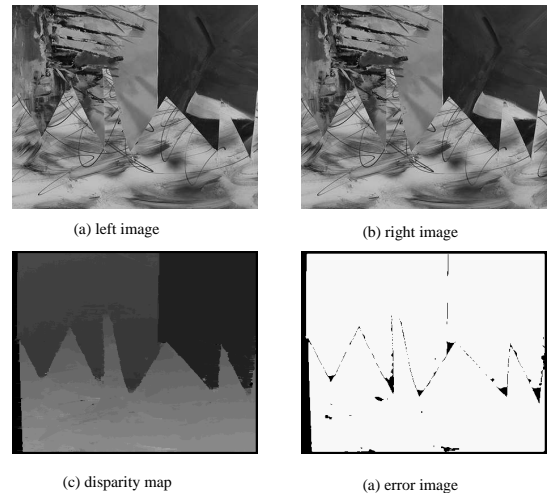 (a) left image
(b) right image
(c) disparity map
(a) error image